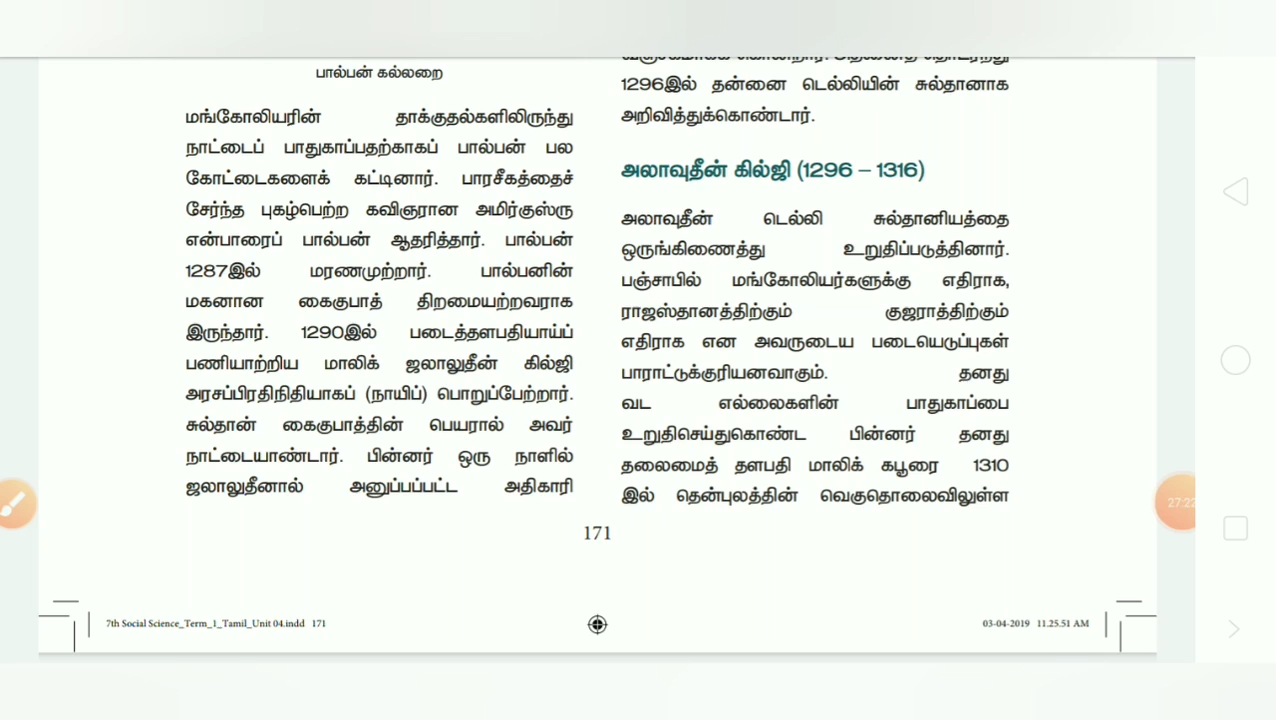 பால்பன் கல்லறை
மங்கோலியரின் தாக்குதல்களிலிருந்து
நாட்டைப் பாதுகாப்பதற்காகப் பால்பன் பல
கோட்டைகளைக் கட்டினார். பாரசீகத்தைச்
சேர்ந்த புகழ்பெற்ற கவிஞரான அமிர்குஸ்ரு
என்பாரைப் பால்பன் ஆதரித்தார். பால்பன்
1287இல் மரணமுற்றார். பால்பனின்
மகனான கைகுபாத் திறமையற்றவராக
இருந்தார். 1290இல் படைத்தளபதியாய்ப்
பணியாற்றிய மாலிக் ஜலாலுதீன் கில்ஜி
அரசப்பிரதிநிதியாகப் (நாயிப்) பொறுப்பேற்றார்.
சுல்தான் கைகுபாத்தின் பெயரால் அவர்
நாட்டையாண்டார். பின்னர் ஒரு நாளில்
ஜலாலுதீனால் அனுப்பப்பட்ட அதிகாரி
1296இல் தன்னை டெல்லியின் சுல்தானாக
அறிவித்துக்கொண்டார்.
அலாவுதீன் கில்ஜி (1296 – 1316)
அலாவுதீன் டெல்லி சுல்தானியத்தை
ஒருங்கிணைத்து உறுதிப்படுத்தினார்.
பஞ்சாபில் மங்கோலியர்களுக்கு எதிராக,
ராஜஸ்தானத்திற்கும் குஜராத்திற்கும்
எதிராக என அவருடைய படையெடுப்புகள்
பாராட்டுக்குரியனவாகும். தனது
வட எல்லைகளின் பாதுகாப்பை
உறுதிசெய்துகொண்ட பின்னர் தனது
தலைமைத் தளபதி மாலிக் கபூரை 1310
இல் தென்புலத்தின் வெகுதொலைவிலுள்ள
171
7th Social Science_Term_1_Tamil_Unit 04.indd 171
03-04-2019 11.25.51 AM
27:22